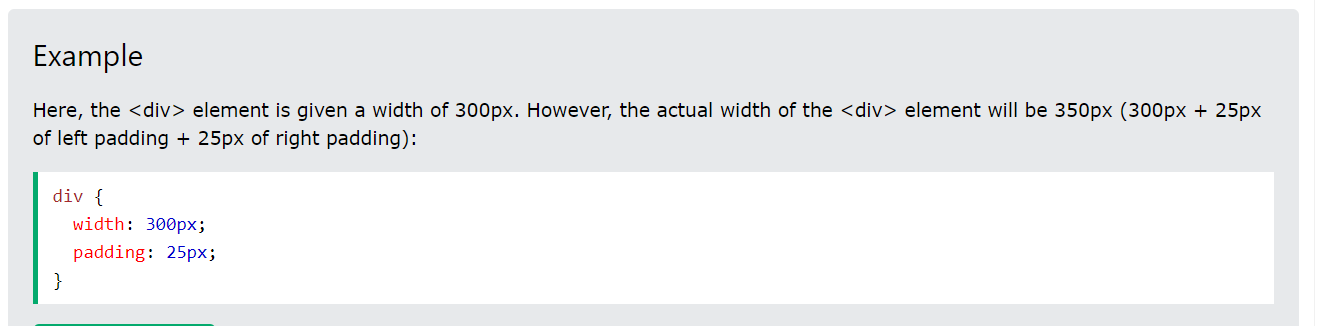 Example
Here, the <div> element is given a width of 300px. However, the actual width of the <div> element will be 350px (300px + 25px
of left padding + 25px of right padding):
div {
  width: 300px;
  padding: 25px;
}